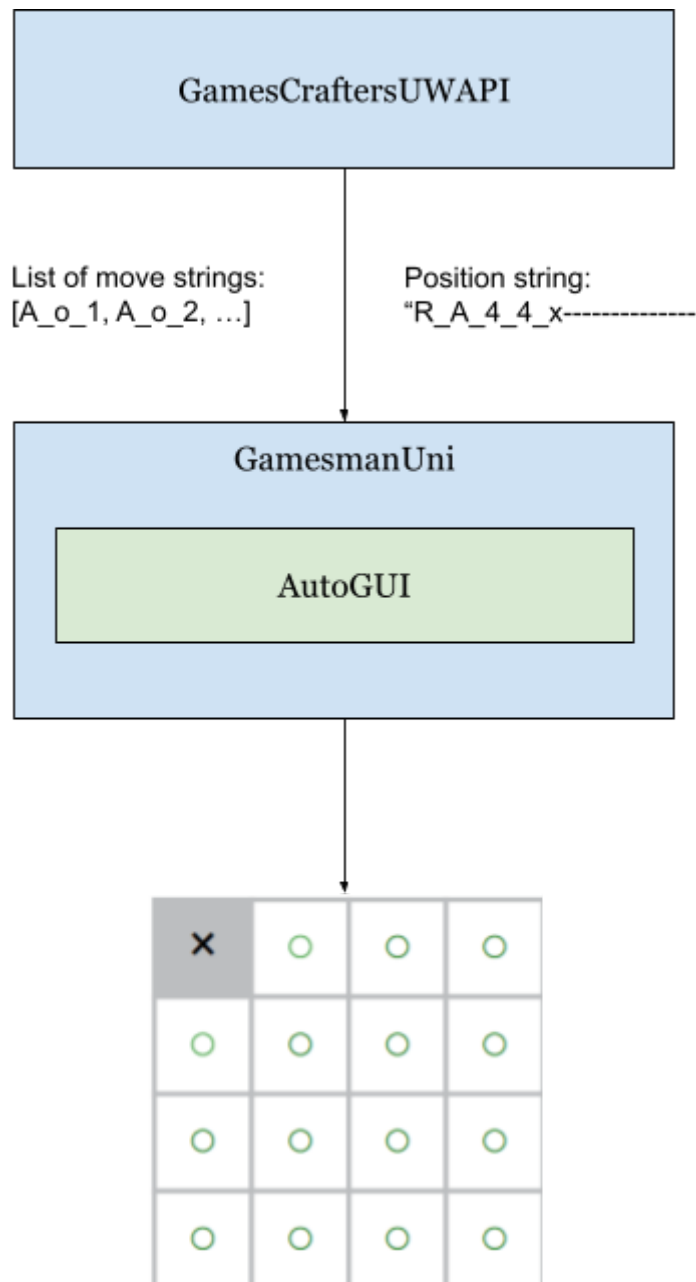 GamesCraftersUWAPI
List of move strings:
[A_o_1, A_o_2, …]
Position string:
“R_A_4_4_x---------------
GamesmanUni
AutoGUI
× ○ ○ ○
○ ○ ○ ○
○ ○ ○ ○
○ ○ ○ ○